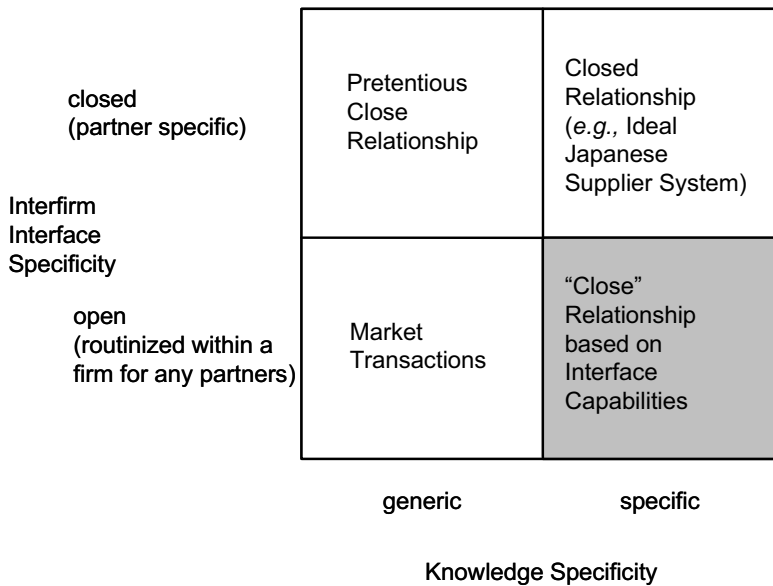 closed
(partner specific)
Pretentious
Close
Relationship
Closed
Relationship
(e.g., Ideal
Japanese
Supplier System)
Interfirm
Interface
Specificity
open
(routinized within a
firm for any partners)
Market
Transactions
“Close”
Relationship
based on
Interface
Capabilities
generic
specific
Knowledge Specificity